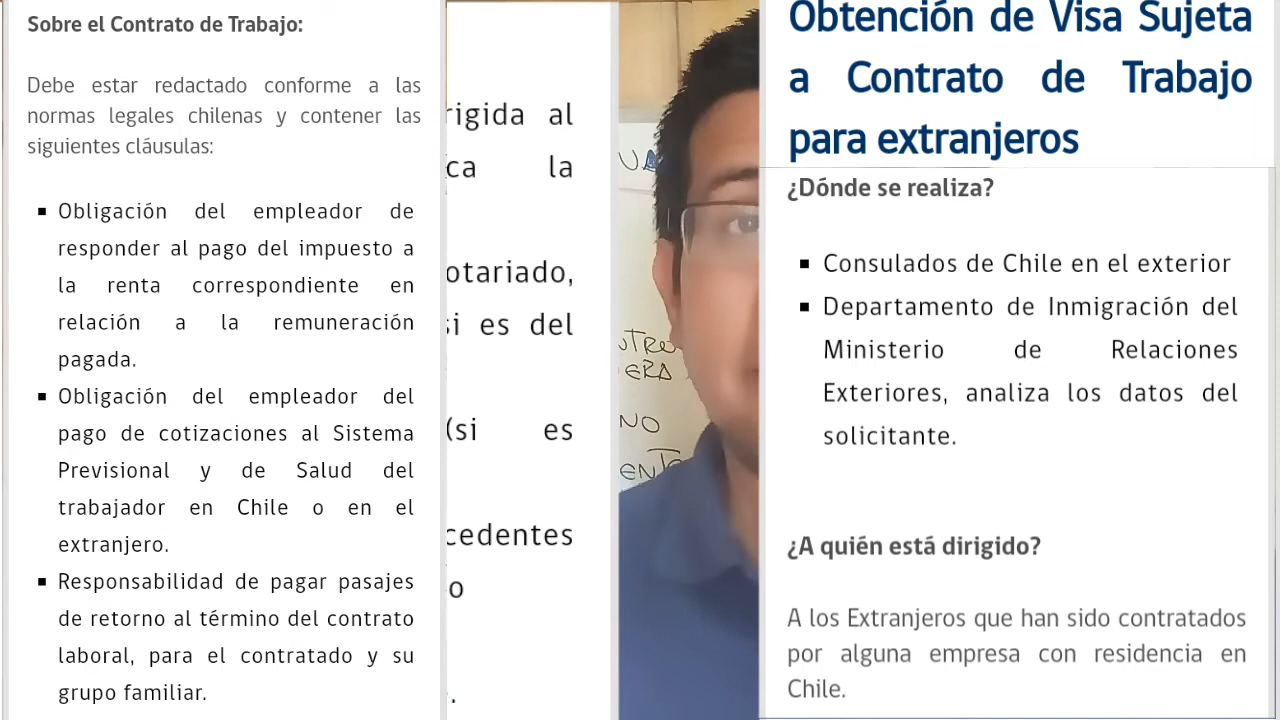 Sobre el Contrato de Trabajo:
Debe estar redactado conforme a las
normas legales chilenas y contener las
siguientes cláusulas:
Obligación del empleador de
responder al pago del impuesto a
la renta correspondiente en
relación a la remuneración
pagada.
Obligación del empleador del
pago de cotizaciones al Sistema
Previsional y de Salud del
trabajador en Chile o en el
extranjero.
Responsabilidad de pagar pasajes
de retorno al término del contrato
laboral, para el contratado y su
grupo familiar.
rigida al
ca la
otariado,
si es del
(si es
cedentes
o
NO
Obtención de Visa Sujeta
a Contrato de Trabajo
para extranjeros
¿Dónde se realiza?
Consulados de Chile en el exterior
Departamento de Inmigración del
Ministerio de Relaciones
Exteriores, analiza los datos del
solicitante.
¿A quién está dirigido?
A los Extranjeros que han sido contratados
por alguna empresa con residencia en
Chile.